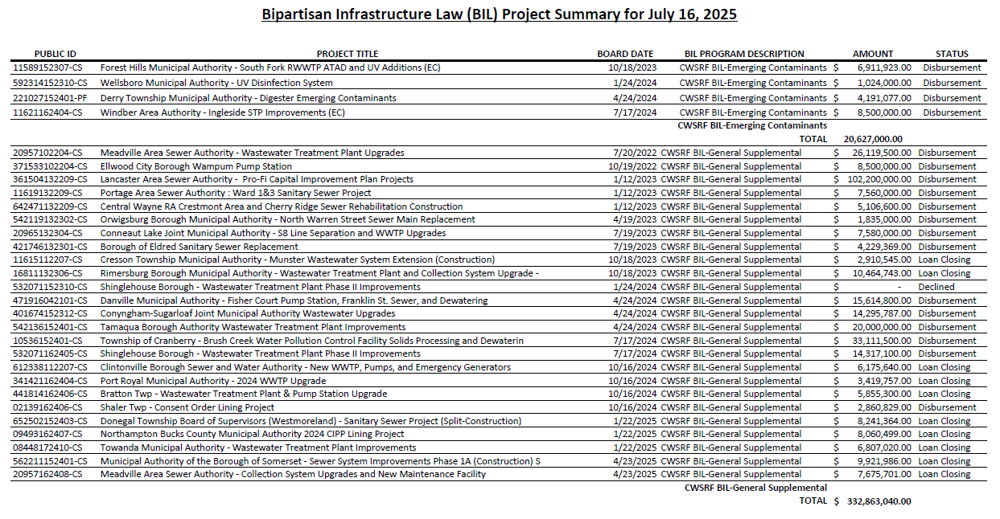 Bipartisan Infrastructure Law (BIL) Project Summary for July 16, 2025
PUBLIC ID PROJECT TITLE BOARD DATE BIL PROGRAM DESCRIPTION AMOUNT STATUS
11589152307-CS Forest Hills Municipal Authority - South Fork RWWTP ATAD and UV Additions (EC) 10/18/2023 CWSRF BIL-Emerging Contaminants $ 6,911,923.00 Disbursement
592314152310-CS Wellsboro Municipal Authority - UV Disinfection System 1/24/2024 CWSRF BIL-Emerging Contaminants $ 1,024,000.00 Disbursement
221027152401-PF Derry Township Municipal Authority - Digester Emerging Contaminants 4/24/2024 CWSRF BIL-Emerging Contaminants $ 4,191,077.00 Disbursement
11621162404-CS Windber Area Authority - Ingleside STP Improvements (EC) 7/17/2024 CWSRF BIL-Emerging Contaminants $ 8,500,000.00 Disbursement
CWSRF BIL-Emerging Contaminants
TOTAL 20,627,000.00
20957102204-CS Meadville Area Sewer Authority - Wastewater Treatment Plant Upgrades 7/20/2022 CWSRF BIL-General Supplemental $ 26,119,500.00 Disbursement
371533102204-CS Ellwood City Borough Wampum Pump Station 10/19/2022 CWSRF BIL-General Supplemental $ 8,500,000.00 Disbursement
361504132209-CS Lancaster Area Sewer Authority - Pro-Fi Capital Improvement Plan Projects 1/12/2023 CWSRF BIL-General Supplemental $ 102,200,000.00 Disbursement
11619132209-CS Portage Area Sewer Authority : Ward 1&3 Sanitary Sewer Project 1/12/2023 CWSRF BIL-General Supplemental $ 7,560,000.00 Disbursement
642471132209-CS Central Wayne RA Crestmont Area and Cherry Ridge Sewer Rehabilitation Construction 1/12/2023 CWSRF BIL-General Supplemental $ 5,106,600.00 Disbursement
542119132302-CS Orwigsburg Borough Municipal Authority - North Warren Street Sewer Main Replacement 4/19/2023 CWSRF BIL-General Supplemental $ 1,835,000.00 Disbursement
20965132304-CS Conneaut Lake Joint Municipal Authority - S8 Line Separation and WWTP Upgrades 7/19/2023 CWSRF BIL-General Supplemental $ 7,580,000.00 Disbursement
421746132301-CS Borough of Eldred Sanitary Sewer Replacement 7/19/2023 CWSRF BIL-General Supplemental $ 4,229,369.00 Disbursement
11615112207-CS Cresson Township Municipal Authority - Munster Wastewater System Extension (Construction) 10/18/2023 CWSRF BIL-General Supplemental $ 2,910,545.00 Loan Closing
16811132306-CS Rimersburg Borough Municipal Authority - Wastewater Treatment Plant and Collection System Upgrade - 10/18/2023 CWSRF BIL-General Supplemental $ 10,464,743.00 Loan Closing
532071152310-CS Shinglehouse Borough - Wastewater Treatment Plant Phase II Improvements 1/24/2024 CWSRF BIL-General Supplemental $ - Declined
471916042101-CS Danville Municipal Authority - Fisher Court Pump Station, Franklin St. Sewer, and Dewatering 4/24/2024 CWSRF BIL-General Supplemental $ 15,614,800.00 Disbursement
401674152312-CS Conyngham-Sugarloaf Joint Municipal Authority Wastewater Upgrades 4/24/2024 CWSRF BIL-General Supplemental $ 14,295,787.00 Disbursement
542136152401-CS Tamaqua Borough Authority Wastewater Treatment Plant Improvements 4/24/2024 CWSRF BIL-General Supplemental $ 20,000,000.00 Disbursement
10536152401-CS Township of Cranberry - Brush Creek Water Pollution Control Facility Solids Processing and Dewaterin 7/17/2024 CWSRF BIL-General Supplemental $ 33,111,500.00 Disbursement
532071162405-CS Shinglehouse Borough - Wastewater Treatment Plant Phase II Improvements 7/17/2024 CWSRF BIL-General Supplemental $ 14,317,100.00 Disbursement
612338112207-CS Clintonville Borough Sewer and Water Authority - New WWTP, Pumps, and Emergency Generators 10/16/2024 CWSRF BIL-General Supplemental $ 6,175,640.00 Loan Closing
341421162404-CS Port Royal Municipal Authority - 2024 WWTP Upgrade 10/16/2024 CWSRF BIL-General Supplemental $ 3,419,757.00 Loan Closing
441814162406-CS Bratton Twp - Wastewater Treatment Plant & Pump Station Upgrade 10/16/2024 CWSRF BIL-General Supplemental $ 5,855,300.00 Loan Closing
02139162406-CS Shaler Twp - Consent Order Lining Project 10/16/2024 CWSRF BIL-General Supplemental $ 2,860,829.00 Disbursement
652502152403-CS Donegal Township Board of Supervisors (Westmoreland) - Sanitary Sewer Project (Split-Construction) 1/22/2025 CWSRF BIL-General Supplemental $ 8,241,364.00 Loan Closing
09493162407-CS Northampton Bucks County Municipal Authority 2024 CIPP Lining Project 1/22/2025 CWSRF BIL-General Supplemental $ 8,060,499.00 Loan Closing
08448172410-CS Towanda Municipal Authority - Wastewater Treatment Plant Improvements 1/22/2025 CWSRF BIL-General Supplemental $ 6,807,020.00 Loan Closing
562211152401-CS Municipal Authority of the Borough of Somerset - Sewer System Improvements Phase 1A (Construction) S 4/23/2025 CWSRF BIL-General Supplemental $ 9,921,986.00 Loan Closing
20957162408-CS Meadville Area Sewer Authority - Collection System Upgrades and New Maintenance Facility 4/23/2025 CWSRF BIL-General Supplemental $ 7,675,701.00 Loan Closing
CWSRF BIL-General Supplemental
TOTAL $ 332,863,040.00